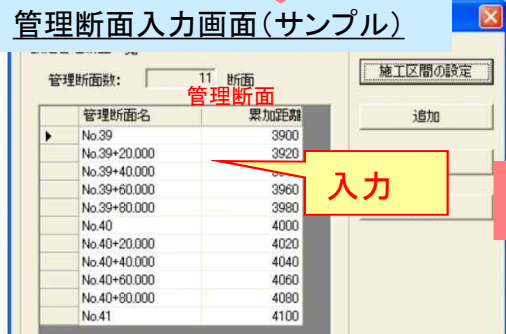 管理断面入力画面（サンプル）
管理断面数: 11 断面
施工区間の設定
管理断面
追加
管理断面名 累加距離
No.39 3900
No.39+20.000 3920
No.39+40.000
No.39+60.000 3960
No.39+80.000 3980
No.40 4000
No.40+20.000 4020
No.40+40.000 4040
No.40+60.000 4060
No.40+80.000 4080
No.41 4100
入力